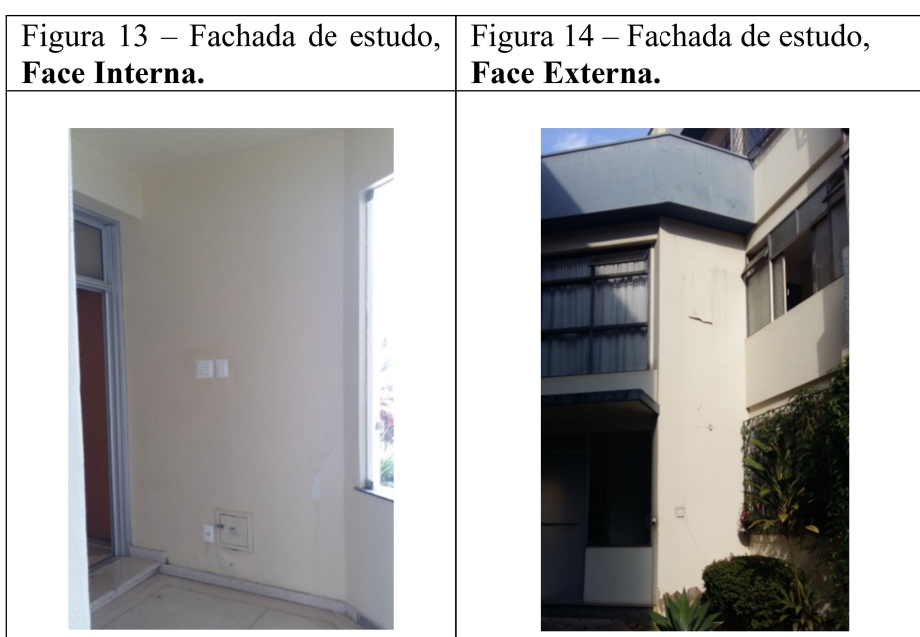 Figura 13 – Fachada de estudo,
Face Interna.
Figura 14 – Fachada de estudo,
Face Externa.